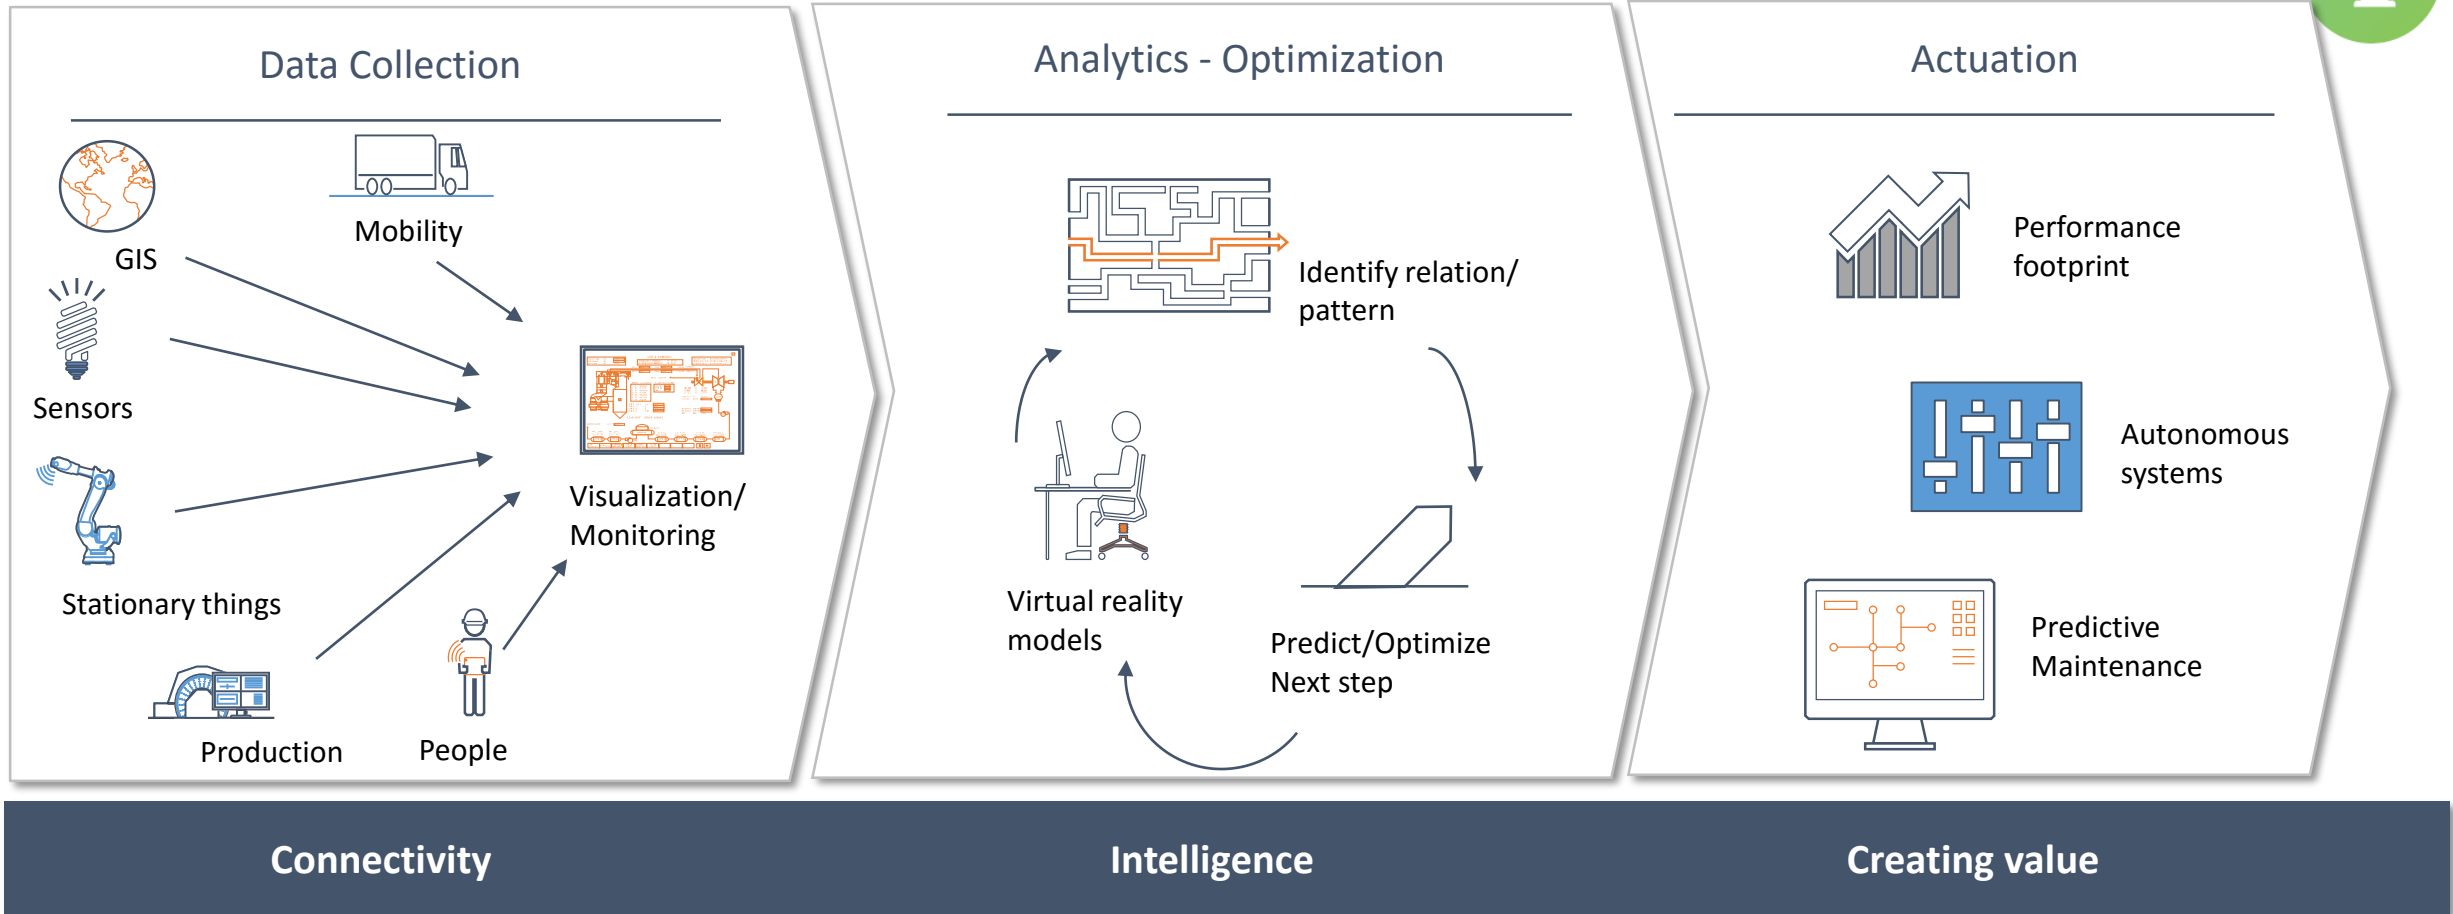 Data Collection
GIS
Mobility
Sensors
Stationary things
Production
People
Visualization/
Monitoring
Analytics - Optimization
Identify relation/
pattern
Virtual reality
models
Predict/Optimize
Next step
Actuation
Performance
footprint
Autonomous
systems
Predictive
Maintenance
Connectivity
Intelligence
Creating value